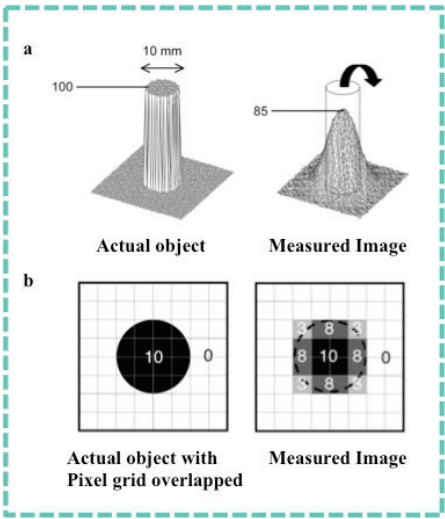 a
10 mm
100
85
Actual object
Measured Image
b
10
0
3 8 3
8 10 8
0
3 8 3
Actual object with
Pixel grid overlapped
Measured Image